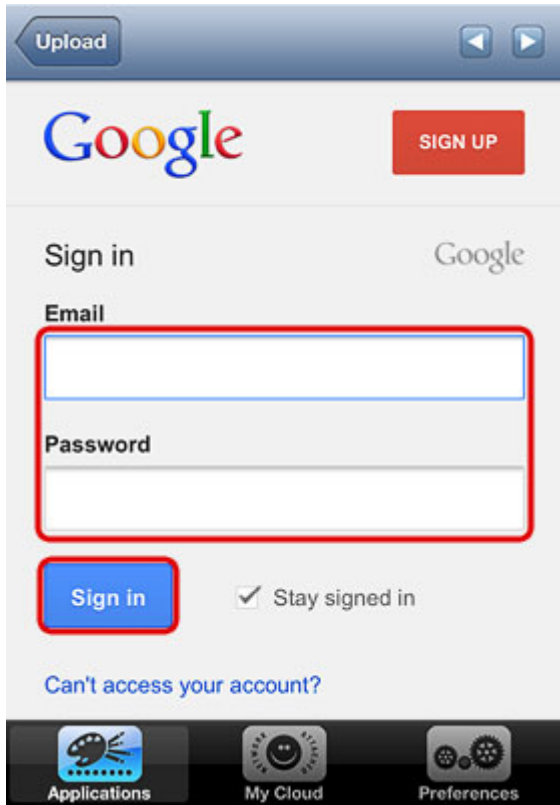 Upload
Google
SIGN UP
Sign in
Google
Email
Password
Sign in
Stay signed in
Can't access your account?
Applications
My Cloud
Preferences